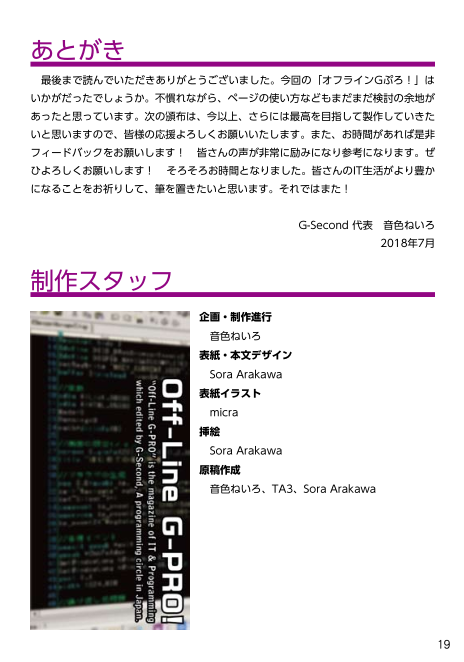 あとがき
　最後まで読んでいただきありがとうございました。今回の「オフラインGぷろ！」は
いかがだったでしょうか。不慣れながら、ページの使い方などもまだまだ検討の余地が
あったと思っています。次の頒布は、今以上、さらには最高を目指して製作していきた
いと思いますので、皆様の応援よろしくお願いいたします。また、お時間があれば是非
フィードバックをお願いします！　皆さんの声が非常に励みになり参考になります。ぜ
ひよろしくお願いします！　そろそろお時間となりました。皆さんのIT生活がより豊か
になることをお祈りして、筆を置きたいと思います。それではまた！
G-Second 代表　音色ねいろ
2018年7月
制作スタッフ
Off-Line G-PRO!
"Off-Line G-PRO" is the magazine of IT & Programming
which edited by G-Second, A programming circle in Japan.
企画・制作進行
音色ねいろ
表紙・本文デザイン
Sora Arakawa
表紙イラスト
micra
挿絵
Sora Arakawa
原稿作成
音色ねいろ、TA3、Sora Arakawa
19